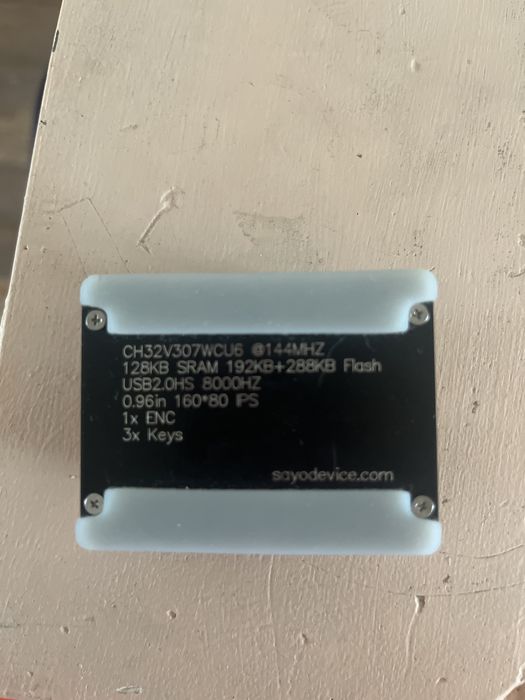 CH32V307WCU6 @144MHZ
128KB SRAM 192KB+288KB Flash
USB2.0HS 8000HZ
0.96in 160*80 IPS
1x ENC
3x Keys
sayodevice.com